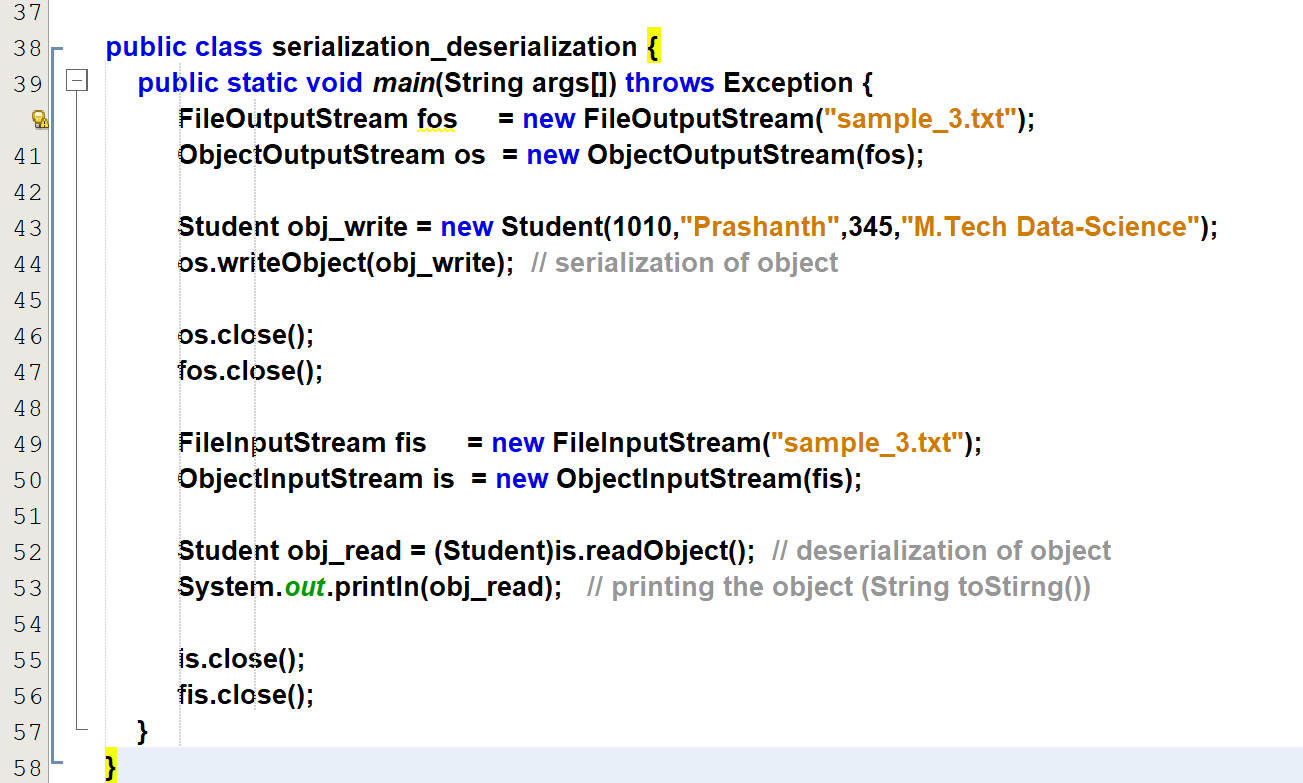 37
38 public class serialization_deserialization {
39 public static void main(String args[]) throws Exception {
FileOutputStream fos = new FileOutputStream("sample_3.txt");
41 ObjectOutputStream os = new ObjectOutputStream(fos);
42
43 Student obj_write = new Student(1010,"Prashanth",345,"M.Tech Data-Science");
44 os.writeObject(obj_write); // serialization of object
45
46 os.close();
47 fos.close();
48
49 FileInputStream fis = new FileInputStream("sample_3.txt");
50 ObjectInputStream is = new ObjectInputStream(fis);
51
52 Student obj_read = (Student)is.readObject(); // deserialization of object
53 System.out.println(obj_read); // printing the object (String toStirng())
54
55 is.close();
56 fis.close();
57 }
58 }